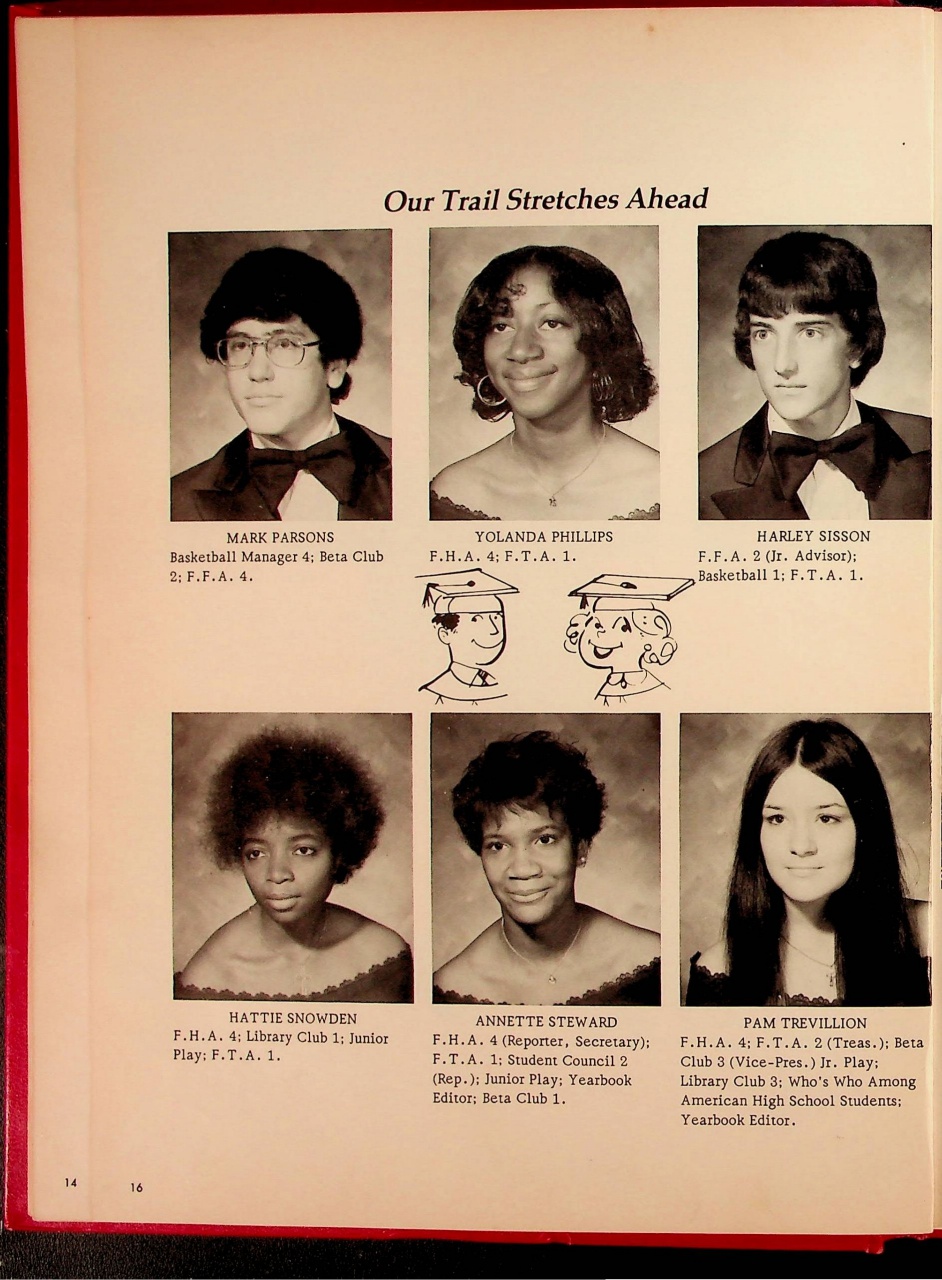 Our Trail Stretches Ahead
MARK PARSONS
Basketball Manager 4; Beta Club
2; F.F.A. 4.
YOLANDA PHILLIPS
F.H.A. 4; F.T.A. 1.
HARLEY SISSON
F.F.A. 2 (Jr. Advisor);
Basketball 1; F.T.A. 1.
HATTIE SNOWDEN
F.H.A. 4; Library Club 1; Junior
Play; F.T.A. 1.
ANNETTE STEWARD
F.H.A. 4 (Reporter, Secretary);
F.T.A. 1; Student Council 2
(Rep.); Junior Play; Yearbook
Editor; Beta Club 1.
PAM TREVILLION
F.H.A. 4; F.T.A. 2 (Treas.); Beta
Club 3 (Vice-Pres.) Jr. Play;
Library Club 3; Who's Who Among
American High School Students;
Yearbook Editor.
14
16